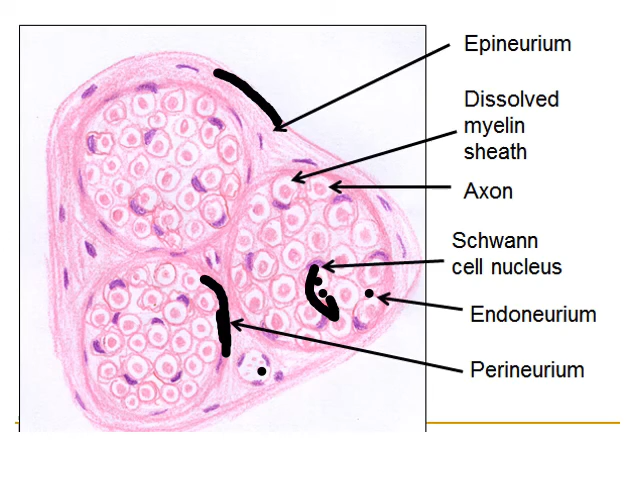 Epineurium
Dissolved
myelin
sheath
Axon
Schwann
cell nucleus
Endoneurium
Perineurium